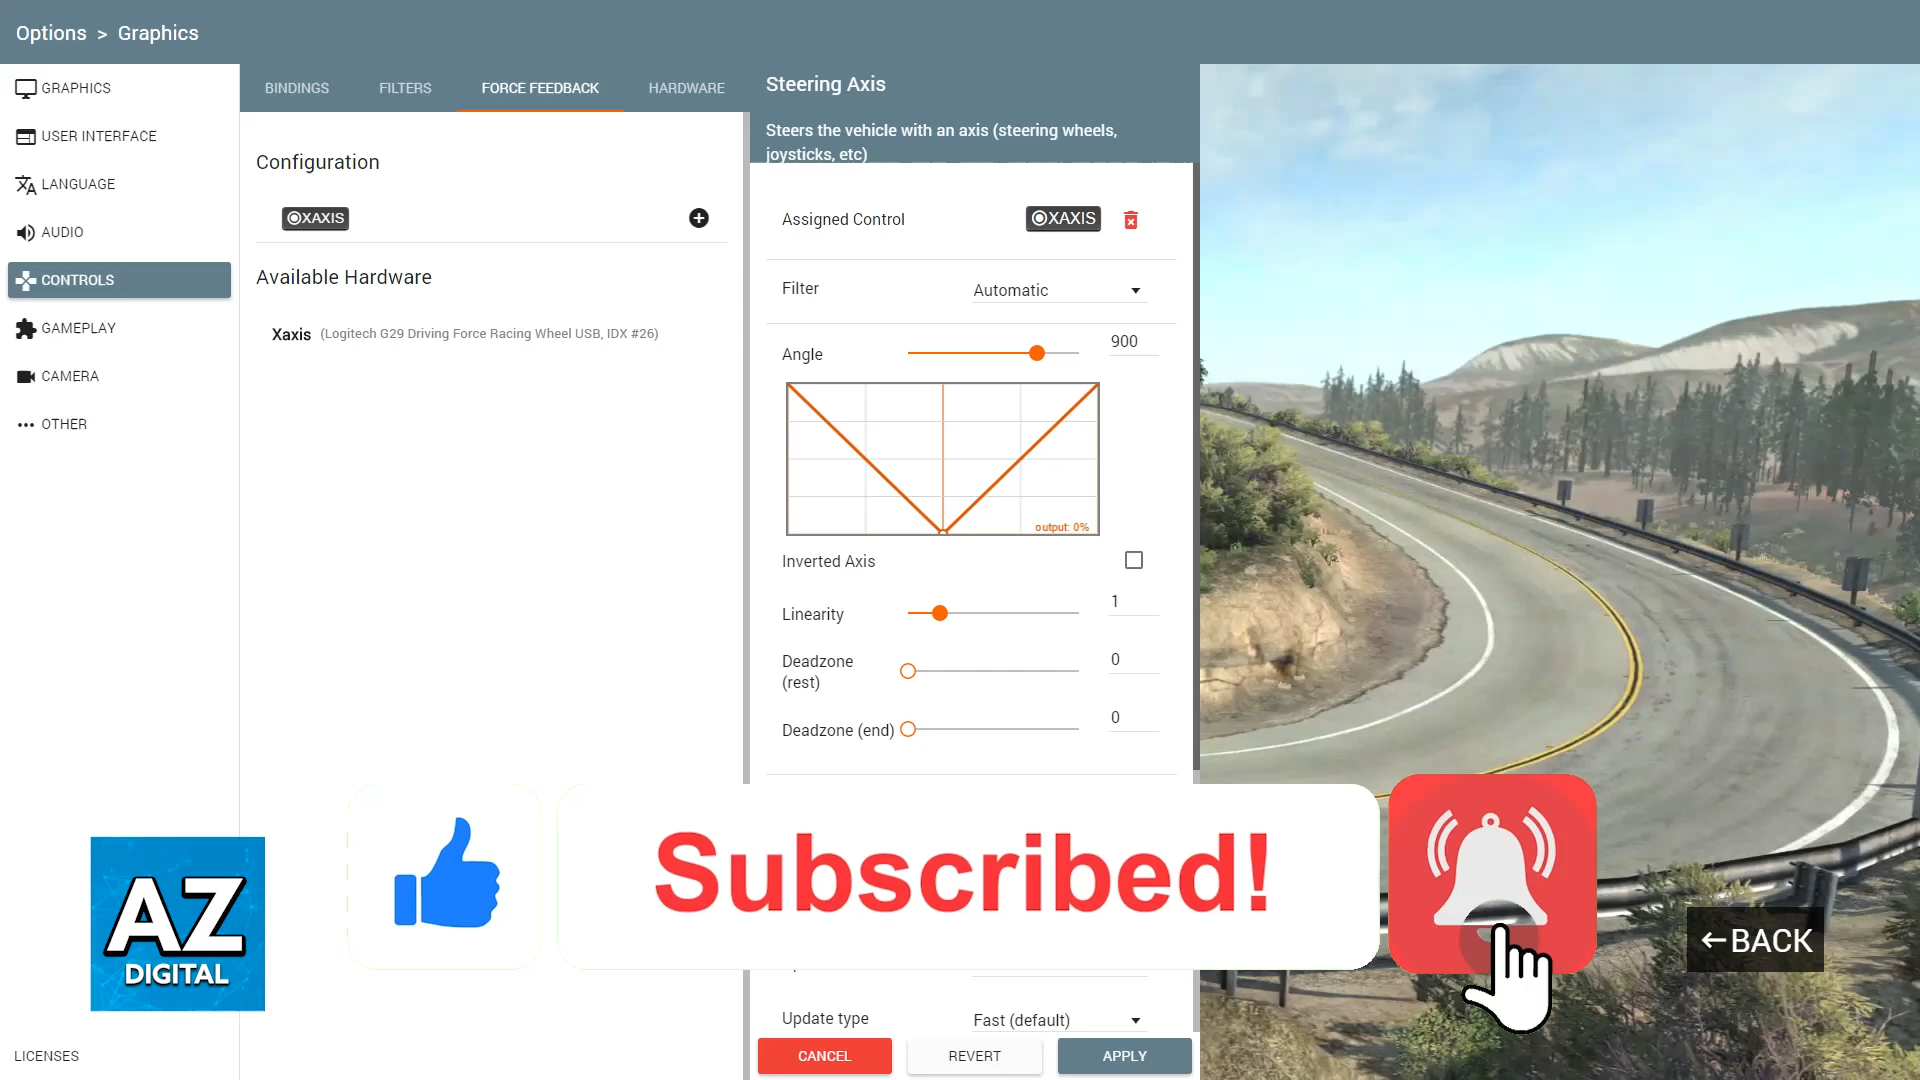 Options > Graphics
GRAPHICS
USER INTERFACE
LANGUAGE
AUDIO
CONTROLS
GAMEPLAY
CAMERA
OTHER
LICENSES
BINDINGS
FILTERS
FORCE FEEDBACK
HARDWARE
Configuration
XAXIS
Available Hardware
Xaxis (Logitech G29 Driving Force Racing Wheel USB, IDX #26)
Steering Axis
Steers the vehicle with an axis (steering wheels,
joysticks, etc)
Assigned Control XAXIS
Filter Automatic
Angle 900
output: 0%
Inverted Axis
Linearity 1
Deadzone
(rest) 0
Deadzone (end) 0
Subscribed!
AZ
DIGITAL
←BACK
Update type Fast (default)
CANCEL
REVERT
APPLY